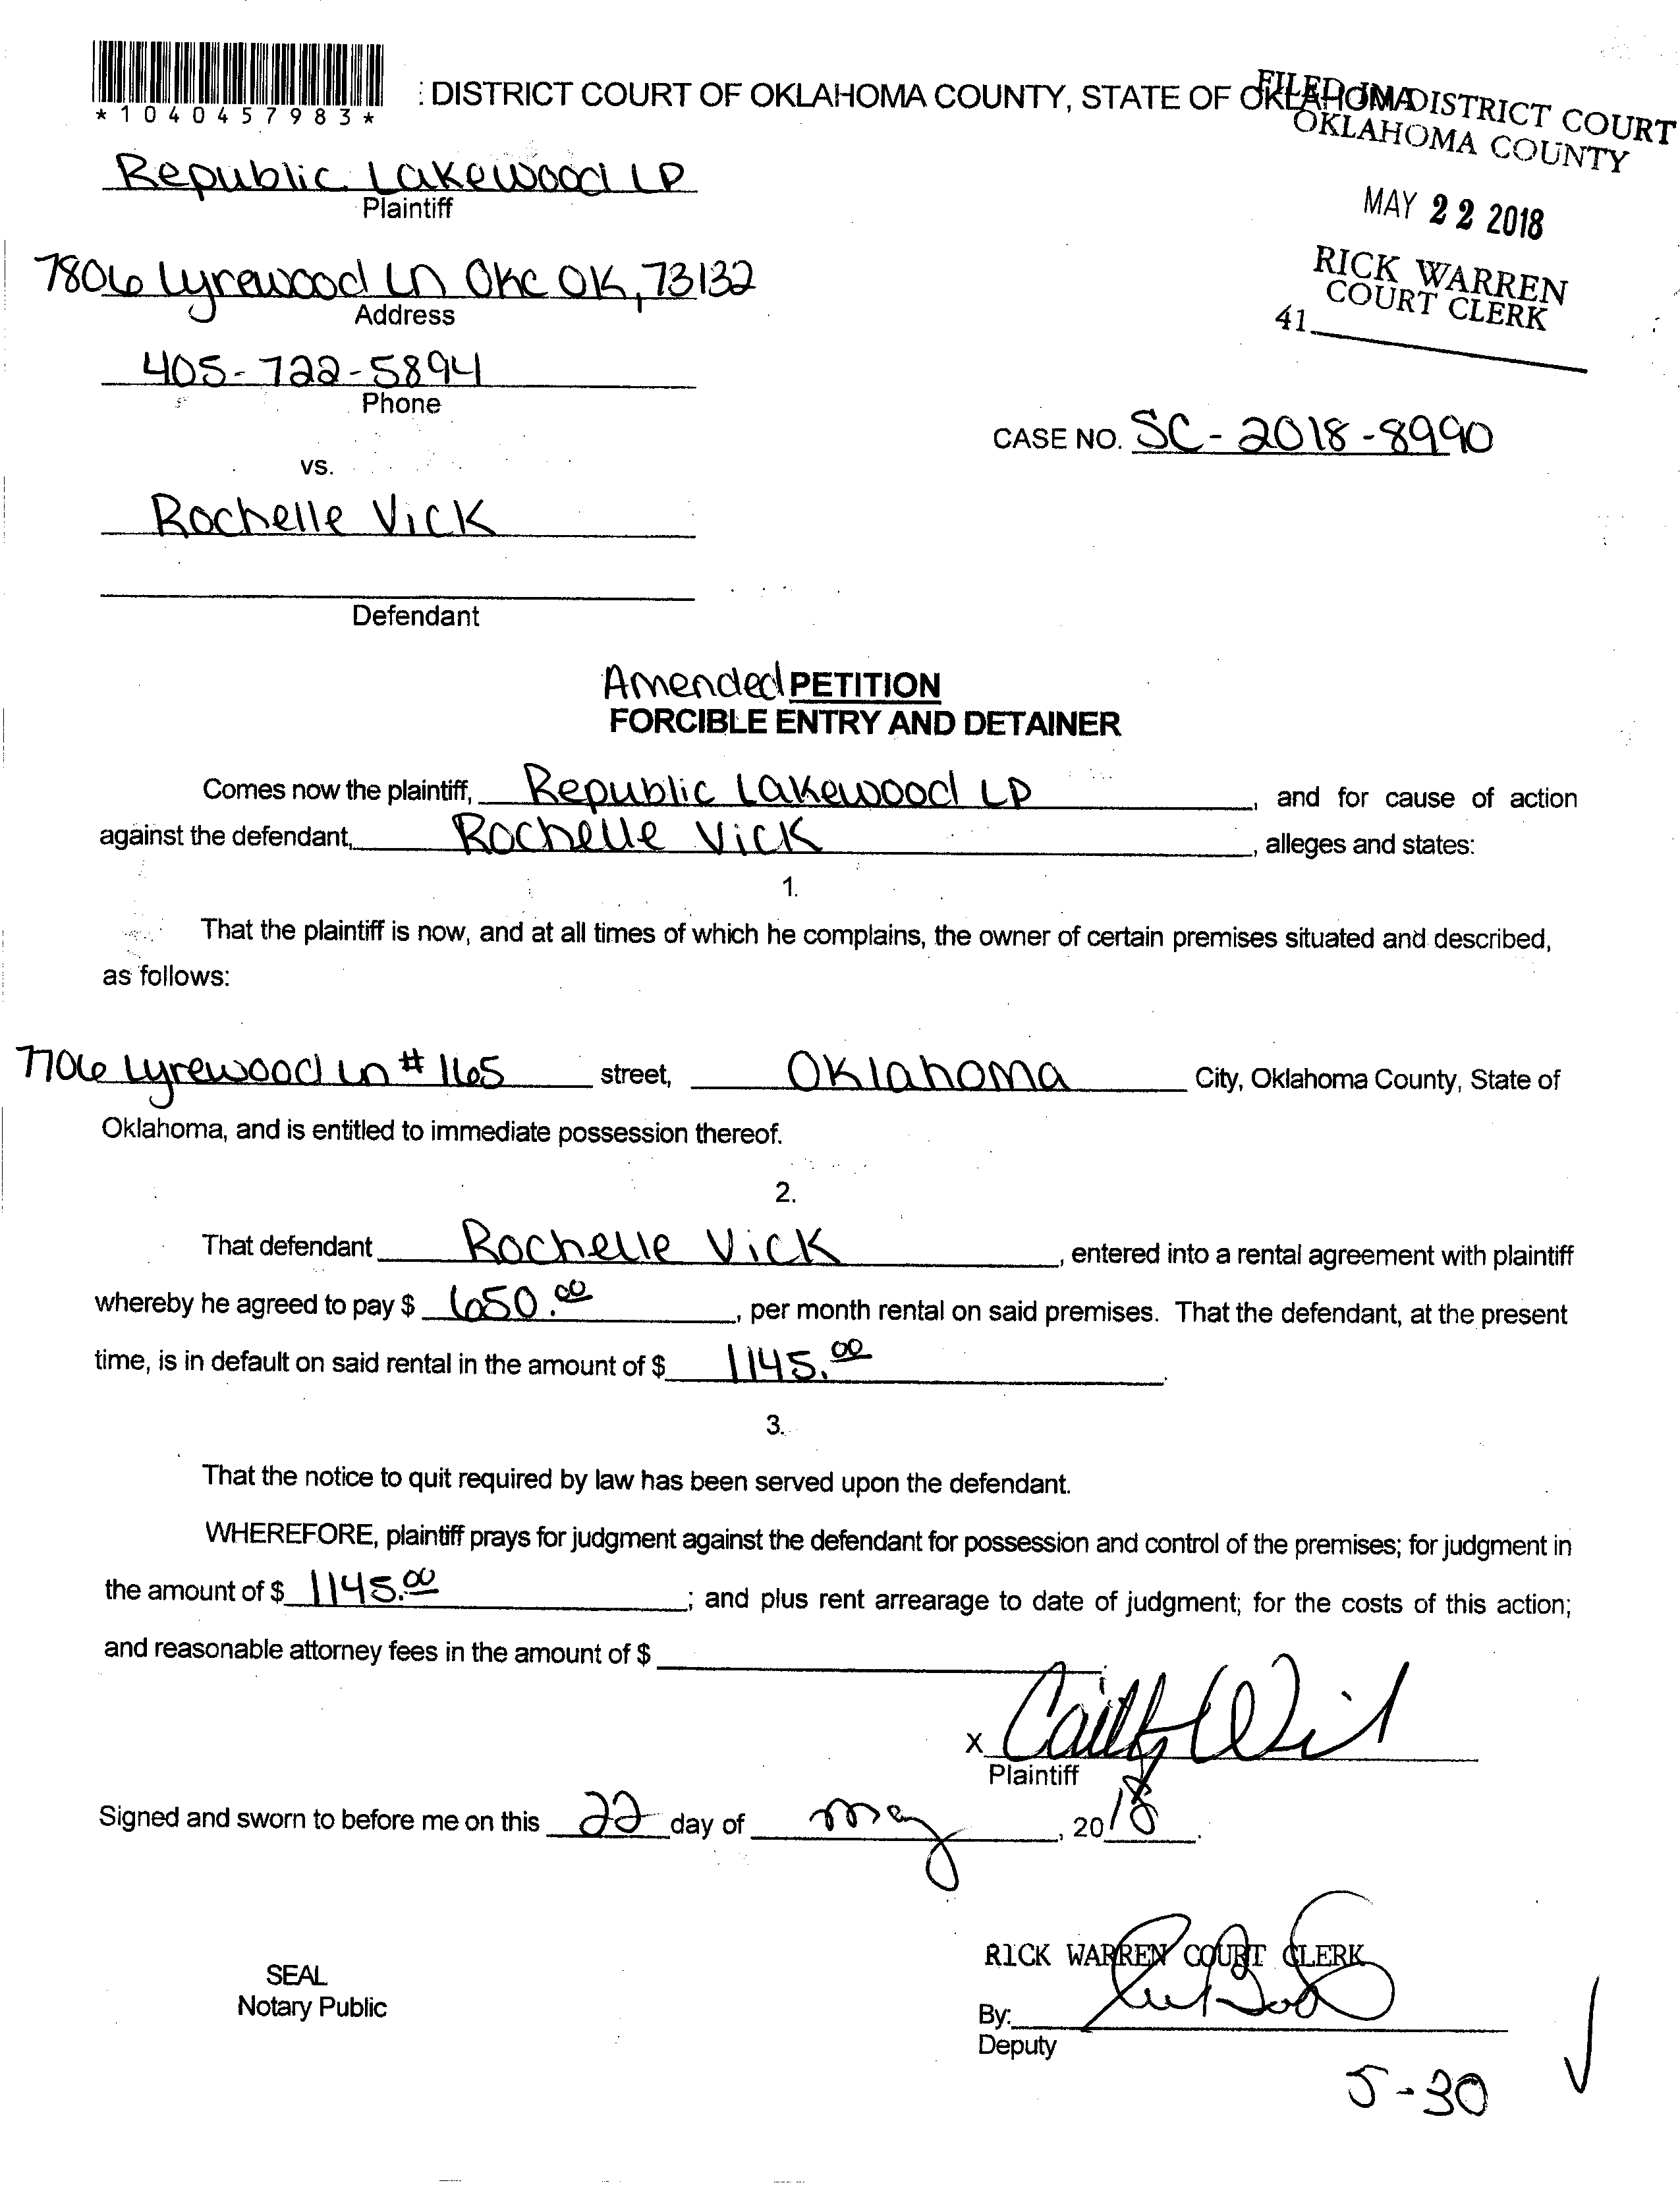 : DISTRICT COURT OF OKLAHOMA COUNTY, STATE OF OKLAHOMA
FILED IN DISTRICT COURT
OKLAHOMA COUNTY
*1040457983*
Republic Lakewood LP
Plaintiff
MAY 22 2018
7806 Lyrewood Ln Okc OK, 73132
Address
RICK WARREN
COURT CLERK
41
405-722-5894
Phone
CASE NO. SC-2018-8990
vs.
Rochelle Vick
Defendant
Amended PETITION
FORCIBLE ENTRY AND DETAINER
Comes now the plaintiff, Republic Lakewood LP, and for cause of action
against the defendant, Rochelle Vick, alleges and states:
1.
That the plaintiff is now, and at all times of which he complains, the owner of certain premises situated and described,
as follows:
7706 Lyrewood Ln # 165 street, Oklahoma City, Oklahoma County, State of
Oklahoma, and is entitled to immediate possession thereof.
2.
That defendant Rochelle Vick, entered into a rental agreement with plaintiff
whereby he agreed to pay $ 650.00, per month rental on said premises. That the defendant, at the present
time, is in default on said rental in the amount of $ 1145.00.
3.
That the notice to quit required by law has been served upon the defendant.
WHEREFORE, plaintiff prays for judgment against the defendant for possession and control of the premises; for judgment in
the amount of $ 1145.00; and plus rent arrearage to date of judgment; for the costs of this action;
and reasonable attorney fees in the amount of $
X
Plaintiff
Signed and sworn to before me on this 22 day of may, 2018.
RICK WARREN COURT CLERK
SEAL
Notary Public
By:
Deputy
5-30